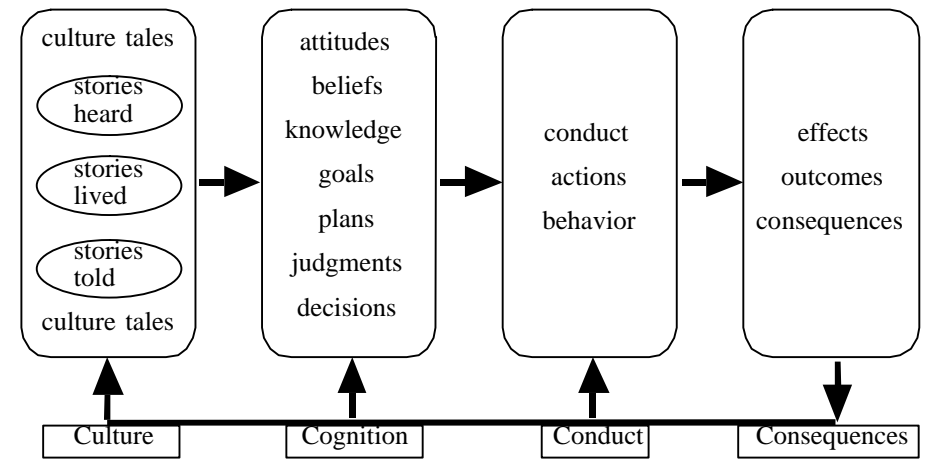 culture tales
stories
heard
stories
lived
stories
told
culture tales
attitudes
beliefs
knowledge
goals
plans
judgments
decisions
conduct
actions
behavior
effects
outcomes
consequences
Culture
Cognition
Conduct
Consequences